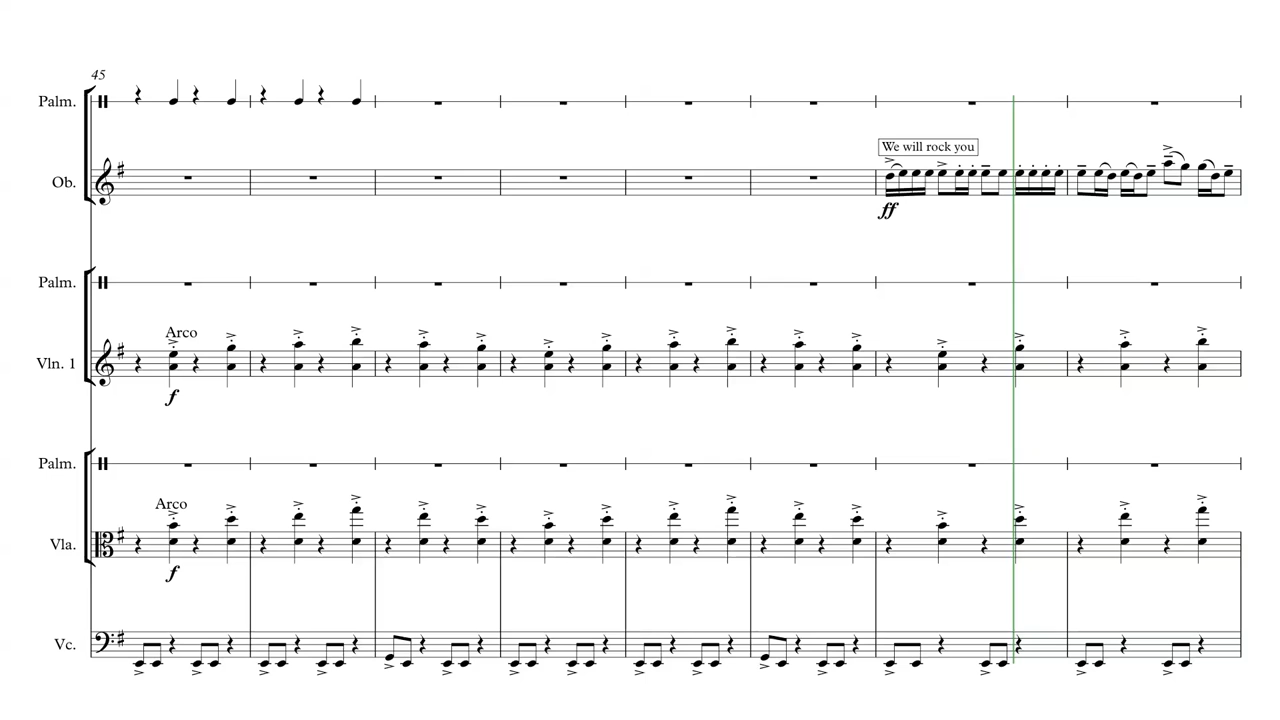 45
Palm.
We will rock you
Ob.
ff
Palm.
Arco
Vln. 1
f
Palm.
Arco
Vla.
f
Vc.